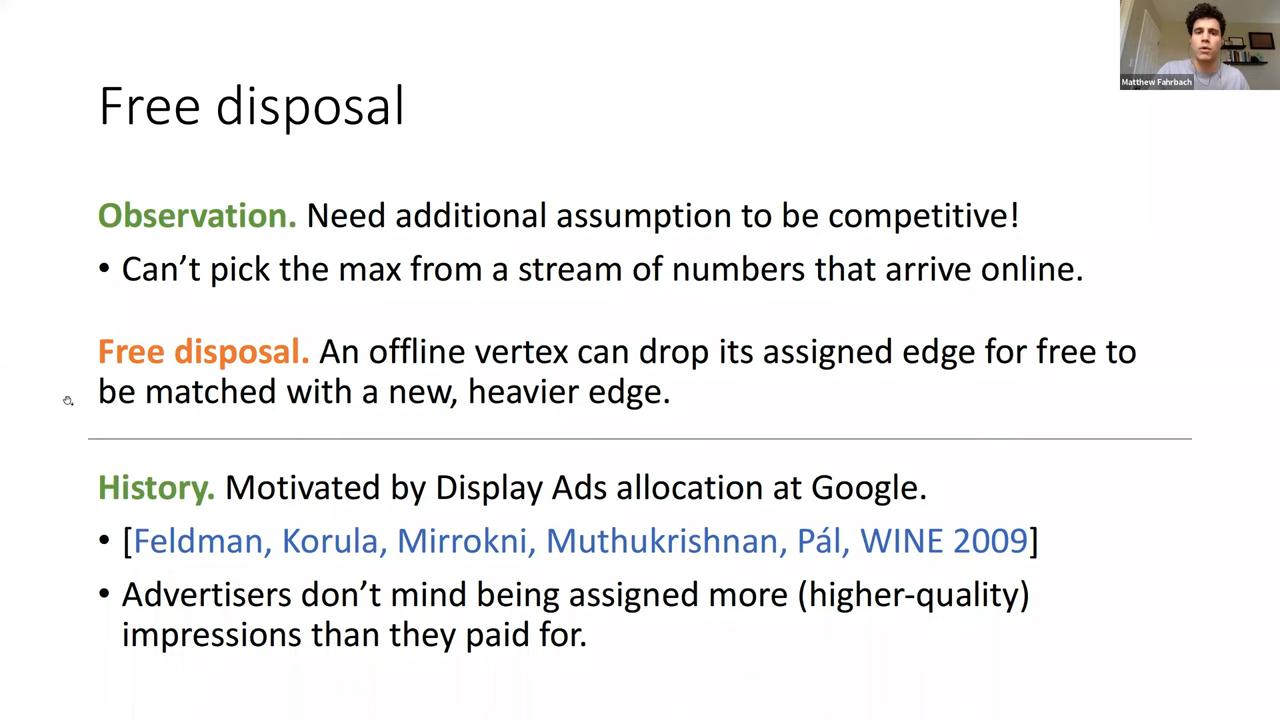 Matthew Fahrbach
Free disposal
Observation. Need additional assumption to be competitive!
• Can’t pick the max from a stream of numbers that arrive online.
Free disposal. An offline vertex can drop its assigned edge for free to
be matched with a new, heavier edge.
History. Motivated by Display Ads allocation at Google.
• [Feldman, Korula, Mirrokni, Muthukrishnan, Pál, WINE 2009]
• Advertisers don’t mind being assigned more (higher-quality)
impressions than they paid for.